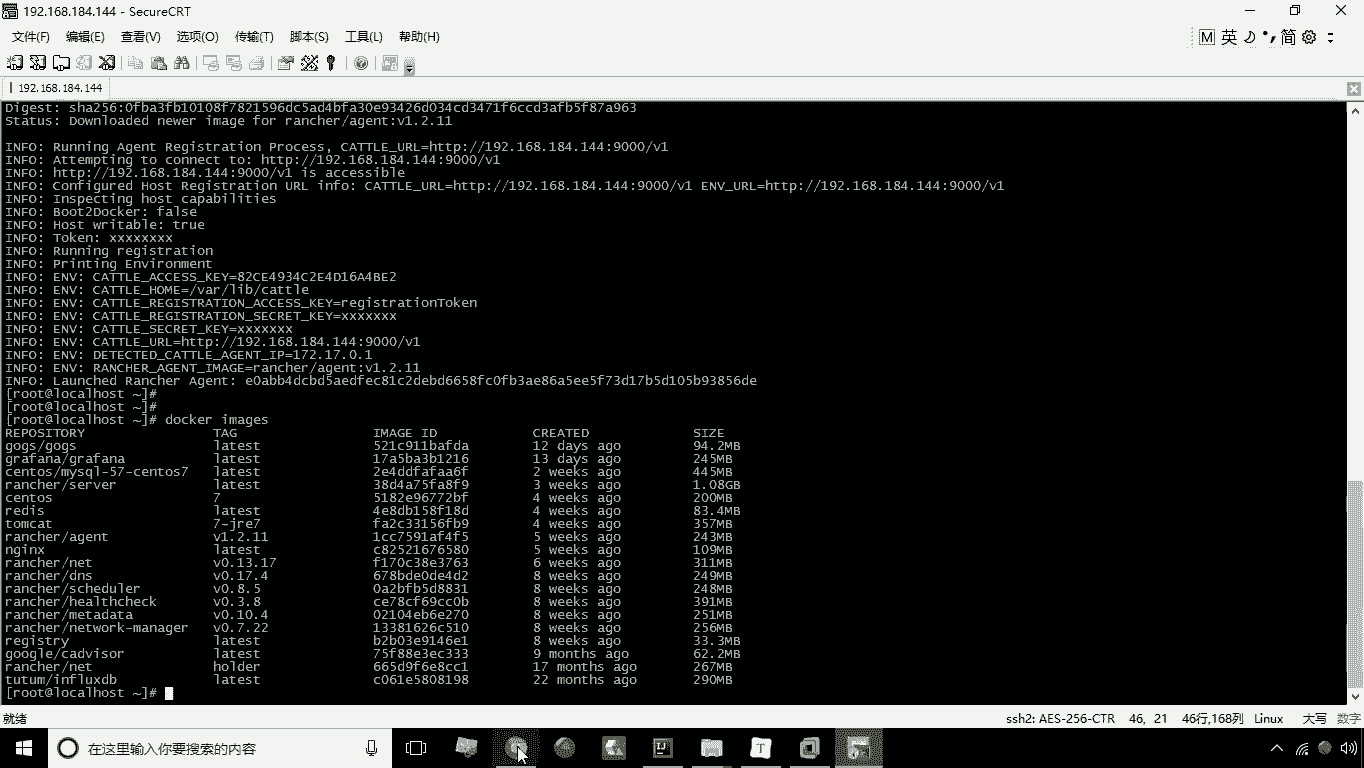 192.168.184.144 - SecureCRT
文件(F) 编辑(E) 查看(V) 选项(O) 传输(T) 脚本(S) 工具(L) 帮助(H)
M 英 简
192.168.184.144
Digest: sha256:0fba3fb10108f7821596dc5ad4bfa30e93426d034cd3471f6ccd3afb5f87a963
Status: Downloaded newer image for rancher/agent:v1.2.11
INFO: Running Agent Registration Process, CATTLE_URL=http://192.168.184.144:9000/v1
INFO: Attempting to connect to: http://192.168.184.144:9000/v1
INFO: http://192.168.184.144:9000/v1 is accessible
INFO: Configured Host Registration URL info: CATTLE_URL=http://192.168.184.144:9000/v1 ENV_URL=http://192.168.184.144:9000/v1
INFO: Inspecting host capabilities
INFO: Boot2Docker: false
INFO: Host writable: true
INFO: Token: xxxxxxxx
INFO: Running registration
INFO: Printing Environment
INFO: ENV: CATTLE_ACCESS_KEY=82CE4934C2E4D16A4BE2
INFO: ENV: CATTLE_HOME=/var/lib/cattle
INFO: ENV: CATTLE_REGISTRATION_ACCESS_KEY=registrationToken
INFO: ENV: CATTLE_REGISTRATION_SECRET_KEY=xxxxxxx
INFO: ENV: CATTLE_SECRET_KEY=xxxxxxx
INFO: ENV: CATTLE_URL=http://192.168.184.144:9000/v1
INFO: ENV: DETECTED_CATTLE_AGENT_IP=172.17.0.1
INFO: ENV: RANCHER_AGENT_IMAGE=rancher/agent:v1.2.11
INFO: Launched Rancher Agent: e0abb4dcbd5aedfec81c2debd6658fc0fb3ae86a5ee5f73d17b5d105b93856de
[root@localhost ~]#
[root@localhost ~]#
[root@localhost ~]# docker images
REPOSITORY TAG IMAGE ID CREATED SIZE
gogs/gogs latest 521c911bafda 12 days ago 94.2MB
grafana/grafana latest 17a5ba3b1216 13 days ago 245MB
centos/mysql-57-centos7 latest 2e4ddfafaa6f 2 weeks ago 445MB
rancher/server latest 38d4a75fa8f9 3 weeks ago 1.08GB
centos 7 5182e96772bf 4 weeks ago 200MB
redis latest 4e8db158f18d 4 weeks ago 83.4MB
tomcat 7-jre7 fa2c33156fb9 4 weeks ago 357MB
rancher/agent v1.2.11 1cc7591af4f5 5 weeks ago 243MB
nginx latest c82521676580 5 weeks ago 109MB
rancher/net v0.13.17 f170c38e3763 6 weeks ago 311MB
rancher/dns v0.17.4 678bde0de4d2 8 weeks ago 249MB
rancher/scheduler v0.8.5 0a2bfb5d8831 8 weeks ago 248MB
rancher/healthcheck v0.3.8 ce78cf69cc0b 8 weeks ago 391MB
rancher/metadata v0.10.4 02104eb6e270 8 weeks ago 251MB
rancher/network-manager v0.7.22 13381626c510 8 weeks ago 256MB
registry latest b2b03e9146e1 8 weeks ago 33.3MB
google/cadvisor latest 75f88e3ec333 9 months ago 62.2MB
rancher/net holder 665d9f6e8cc1 17 months ago 267MB
tutum/influxdb latest c061e5808198 22 months ago 290MB
[root@localhost ~]#
就绪 ssh2: AES-256-CTR 46, 21 46行,168列 Linux 大写 数字
在这里输入你要搜索的内容